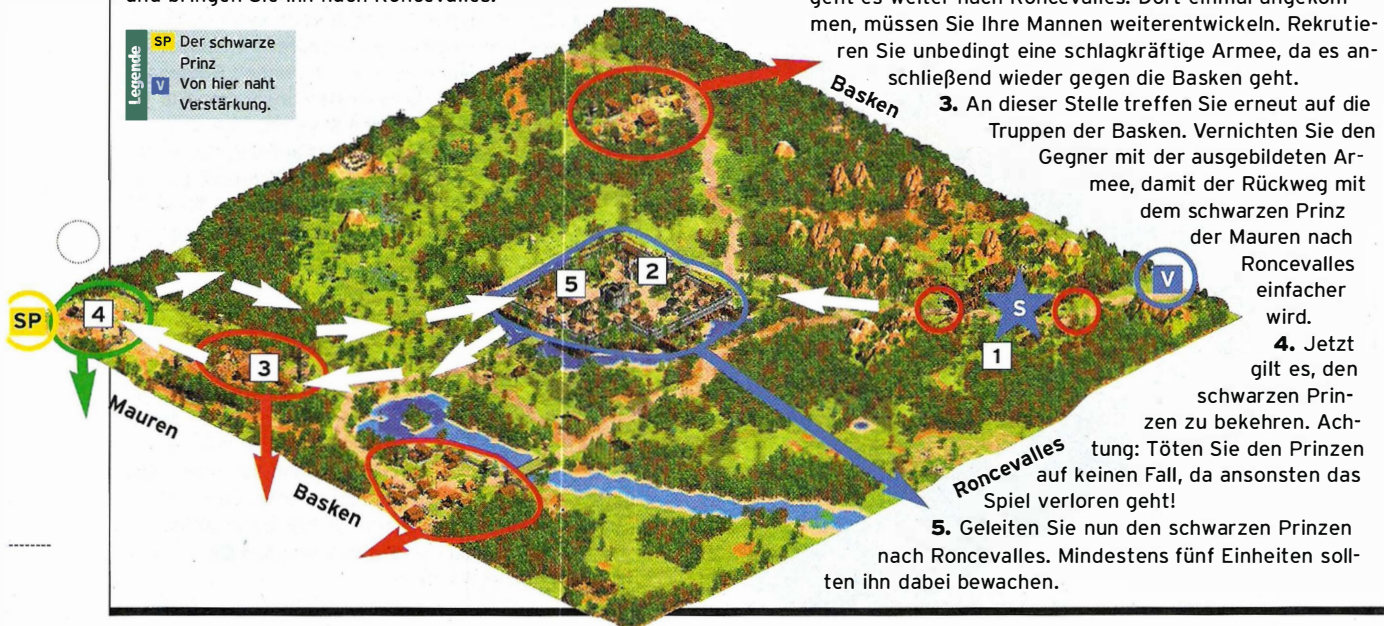 und bringen Sie ihn nach Roncevalles.
Legende
SP Der schwarze
Prinz
V Von hier naht
Verstärkung.
geht es weiter nach Roncevalles. Dort einmal angekom-
men, müssen Sie Ihre Mannen weiterentwickeln. Rekrutie-
ren Sie unbedingt eine schlagkräftige Armee, da es an-
schließend wieder gegen die Basken geht.
3. An dieser Stelle treffen Sie erneut auf die
Truppen der Basken. Vernichten Sie den
Gegner mit der ausgebildeten Ar-
mee, damit der Rückweg mit
dem schwarzen Prinz
der Mauren nach
Roncevalles
einfacher
wird.
4. Jetzt
gilt es, den
schwarzen Prin-
zen zu bekehren. Ach-
tung: Töten Sie den Prinzen
auf keinen Fall, da ansonsten das
Spiel verloren geht!
5. Geleiten Sie nun den schwarzen Prinzen
nach Roncevalles. Mindestens fünf Einheiten soll-
ten ihn dabei bewachen.
Basken
2
5
V
S
1
SP
4
3
Mauren
Basken
Roncevalles